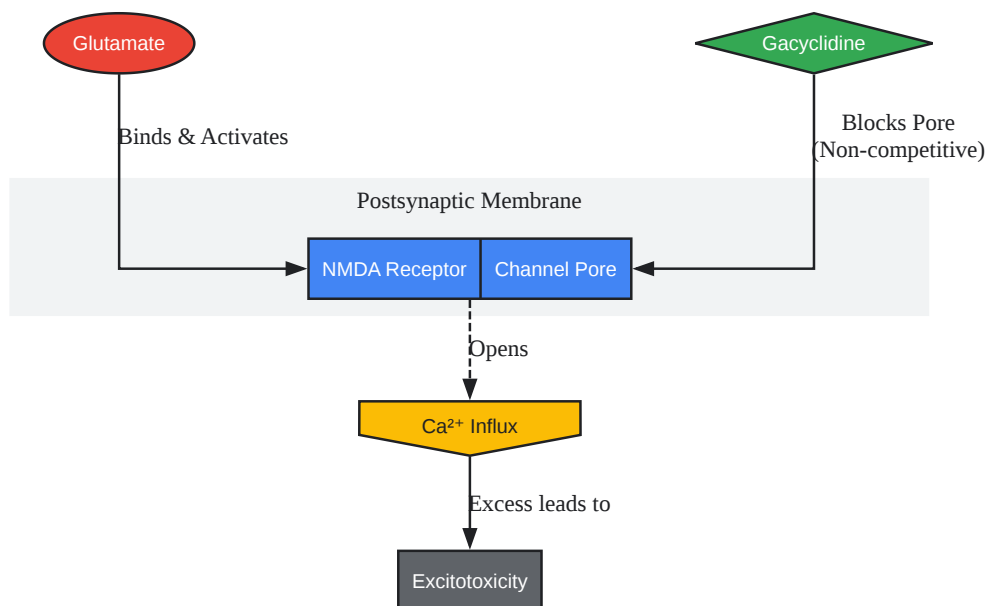 Glutamate
Gacyclidine
Binds & Activates
Blocks Pore
(Non-competitive)
Postsynaptic Membrane
NMDA Receptor
Channel Pore
Opens
Ca²⁺ Influx
Excess leads to
Excitotoxicity